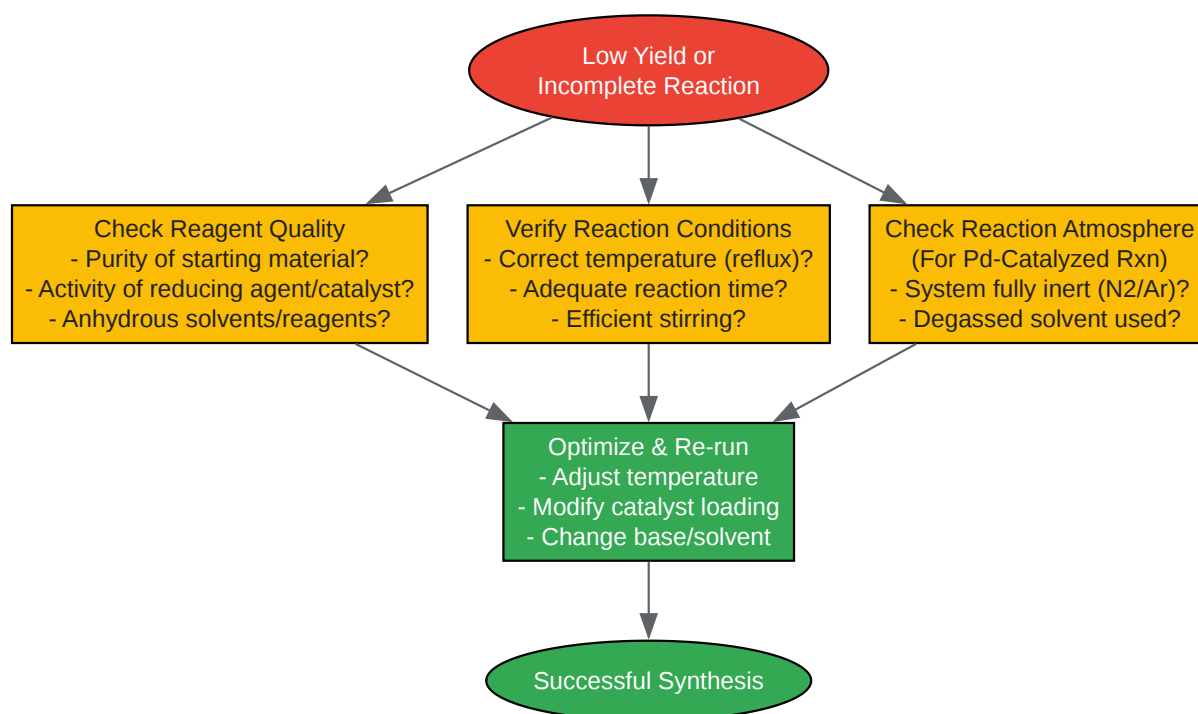 Low Yield or
Incomplete Reaction
Check Reagent Quality
- Purity of starting material?
- Activity of reducing agent/catalyst?
- Anhydrous solvents/reagents?
Verify Reaction Conditions
- Correct temperature (reflux)?
- Adequate reaction time?
- Efficient stirring?
Check Reaction Atmosphere
(For Pd-Catalyzed Rxn)
- System fully inert (N2/Ar)?
- Degassed solvent used?
Optimize & Re-run
- Adjust temperature
- Modify catalyst loading
- Change base/solvent
Successful Synthesis